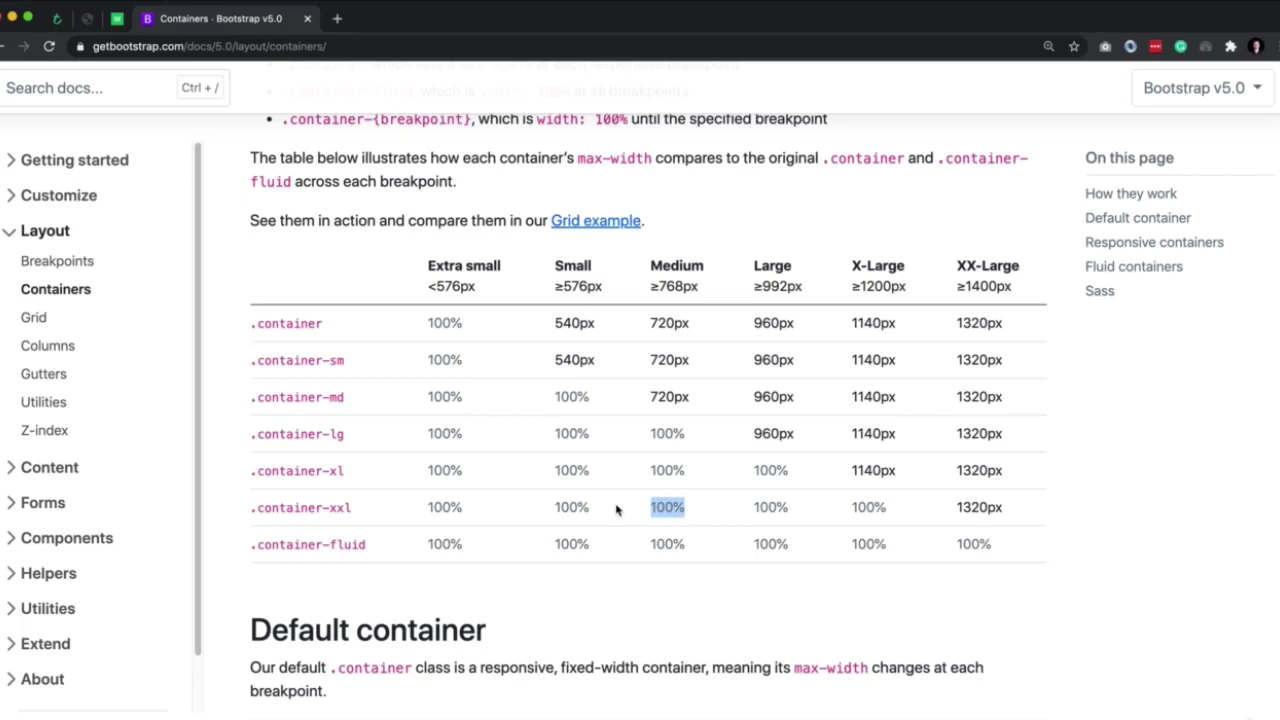 Containers · Bootstrap v5.0
getbootstrap.com/docs/5.0/layout/containers/
Search docs...
Ctrl + /
Bootstrap v5.0
Getting started
Customize
Layout
Breakpoints
Containers
Grid
Columns
Gutters
Utilities
Z-index
Content
Forms
Components
Helpers
Utilities
Extend
About
.container-fluid, which is width: 100% at all breakpoints
.container-{breakpoint}, which is width: 100% until the specified breakpoint
The table below illustrates how each container's max-width compares to the original .container and .container-
fluid across each breakpoint.
See them in action and compare them in our Grid example.
Extra small Small Medium Large X-Large XX-Large
<576px ≥576px ≥768px ≥992px ≥1200px ≥1400px
.container 100% 540px 720px 960px 1140px 1320px
.container-sm 100% 540px 720px 960px 1140px 1320px
.container-md 100% 100% 720px 960px 1140px 1320px
.container-lg 100% 100% 100% 960px 1140px 1320px
.container-xl 100% 100% 100% 100% 1140px 1320px
.container-xxl 100% 100% 100% 100% 100% 1320px
.container-fluid 100% 100% 100% 100% 100% 100%
Default container
Our default .container class is a responsive, fixed-width container, meaning its max-width changes at each
breakpoint.
On this page
How they work
Default container
Responsive containers
Fluid containers
Sass